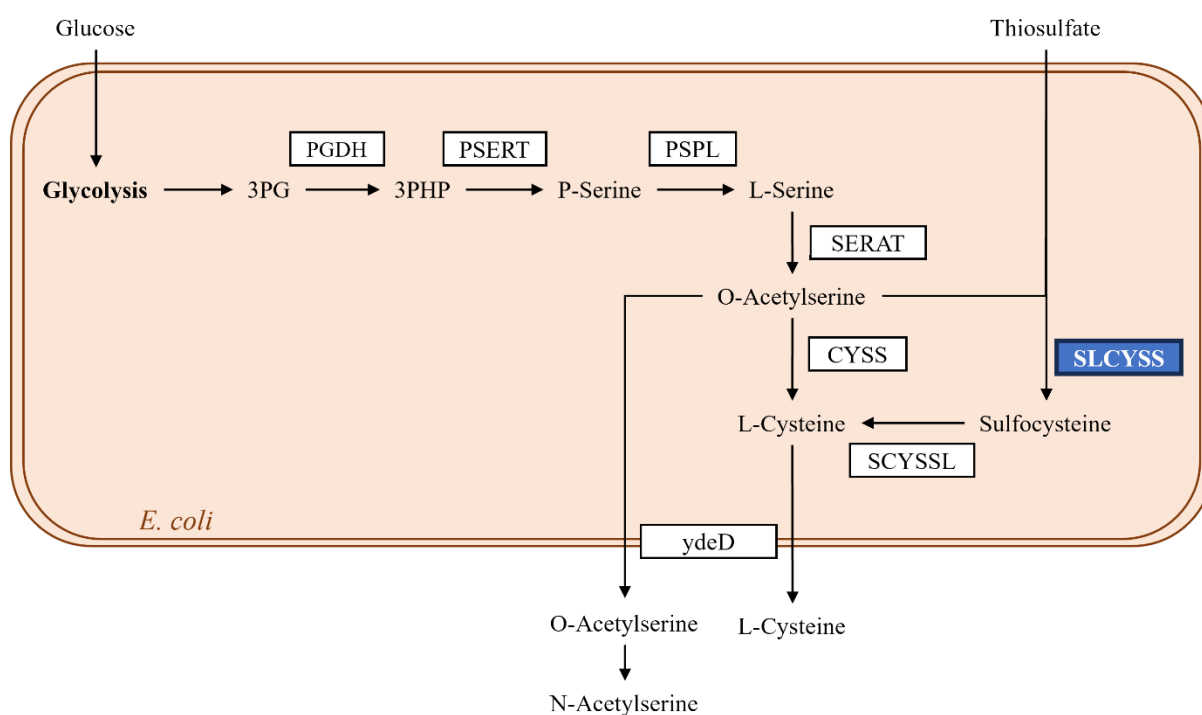 Glucose
Thiosulfate
PGDH
PSERT
PSPL
Glycolysis
3PG
3PHP
P-Serine
L-Serine
SERAT
O-Acetylserine
CYSS
SLCYSS
L-Cysteine
Sulfocysteine
SCYSSL
E. coli
ydeD
O-Acetylserine
L-Cysteine
N-Acetylserine